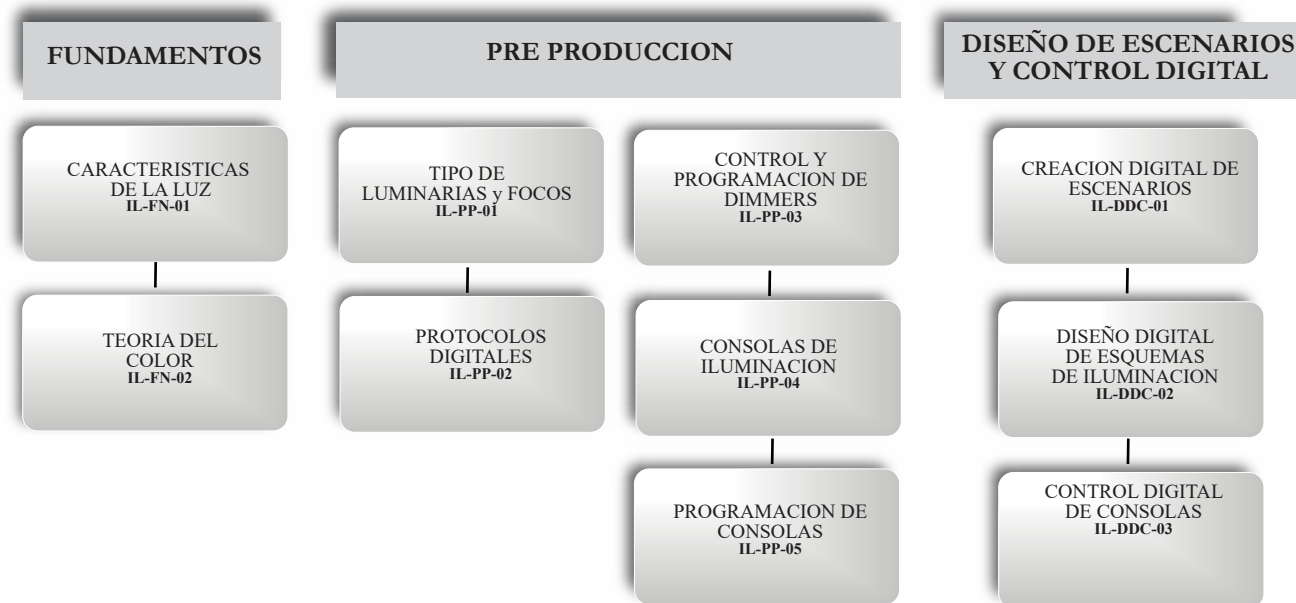 FUNDAMENTOS
CARACTERISTICAS
DE LA LUZ
IL-FN-01
TEORIA DEL
COLOR
IL-FN-02
PRE PRODUCCION
TIPO DE
LUMINARIAS y FOCOS
IL-PP-01
PROTOCOLOS
DIGITALES
IL-PP-02
CONTROL Y
PROGRAMACION DE
DIMMERS
IL-PP-03
CONSOLAS DE
ILUMINACION
IL-PP-04
PROGRAMACION DE
CONSOLAS
IL-PP-05
DISEÑO DE ESCENARIOS
Y CONTROL DIGITAL
CREACION DIGITAL DE
ESCENARIOS
IL-DDC-01
DISEÑO DIGITAL
DE ESQUEMAS
DE ILUMINACION
IL-DDC-02
CONTROL DIGITAL
DE CONSOLAS
IL-DDC-03